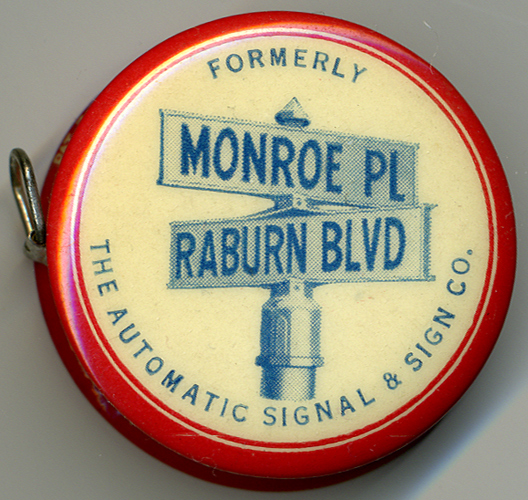 FORMERLY
MONROE PL
RABURN BLVD
THE AUTOMATIC SIGNAL & SIGN CO.